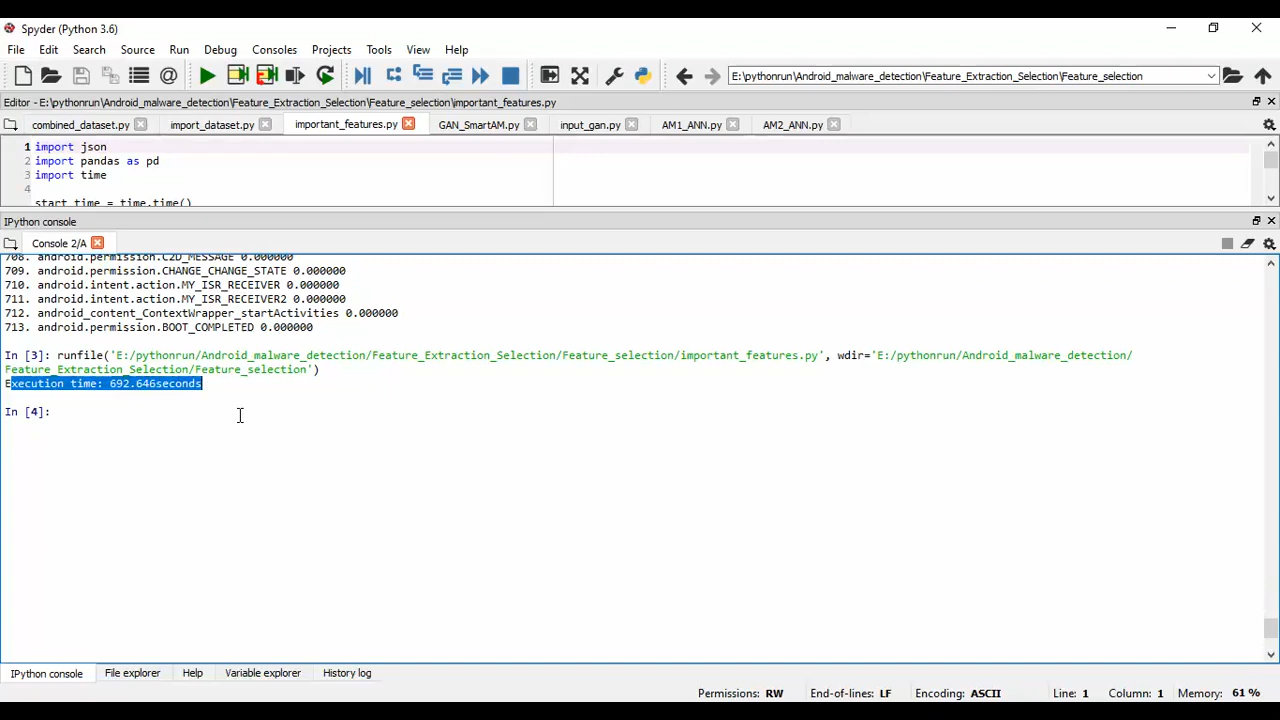 Spyder (Python 3.6)
File Edit Search Source Run Debug Consoles Projects Tools View Help
E:\pythonrun\Android_malware_detection\Feature_Extraction_Selection\Feature_selection
Editor - E:\pythonrun\Android_malware_detection\Feature_Extraction_Selection\Feature_selection\important_features.py
combined_dataset.py import_dataset.py important_features.py GAN_SmartAM.py input_gan.py AM1_ANN.py AM2_ANN.py
1 import json
2 import pandas as pd
3 import time
4
start_time = time.time()
IPython console
Console 2/A
708. android.permission.C2D_MESSAGE 0.000000
709. android.permission.CHANGE_CHANGE_STATE 0.000000
710. android.intent.action.MY_ISR_RECEIVER 0.000000
711. android.intent.action.MY_ISR_RECEIVER2 0.000000
712. android_content_ContextWrapper_startActivities 0.000000
713. android.permission.BOOT_COMPLETED 0.000000
In [3]: runfile('E:/pythonrun/Android_malware_detection/Feature_Extraction_Selection/Feature_selection/important_features.py', wdir='E:/pythonrun/Android_malware_detection/
Feature_Extraction_Selection/Feature_selection')
Execution time: 692.646seconds
In [4]:
IPython console File explorer Help Variable explorer History log
Permissions: RW End-of-lines: LF Encoding: ASCII Line: 1 Column: 1 Memory: 61 %